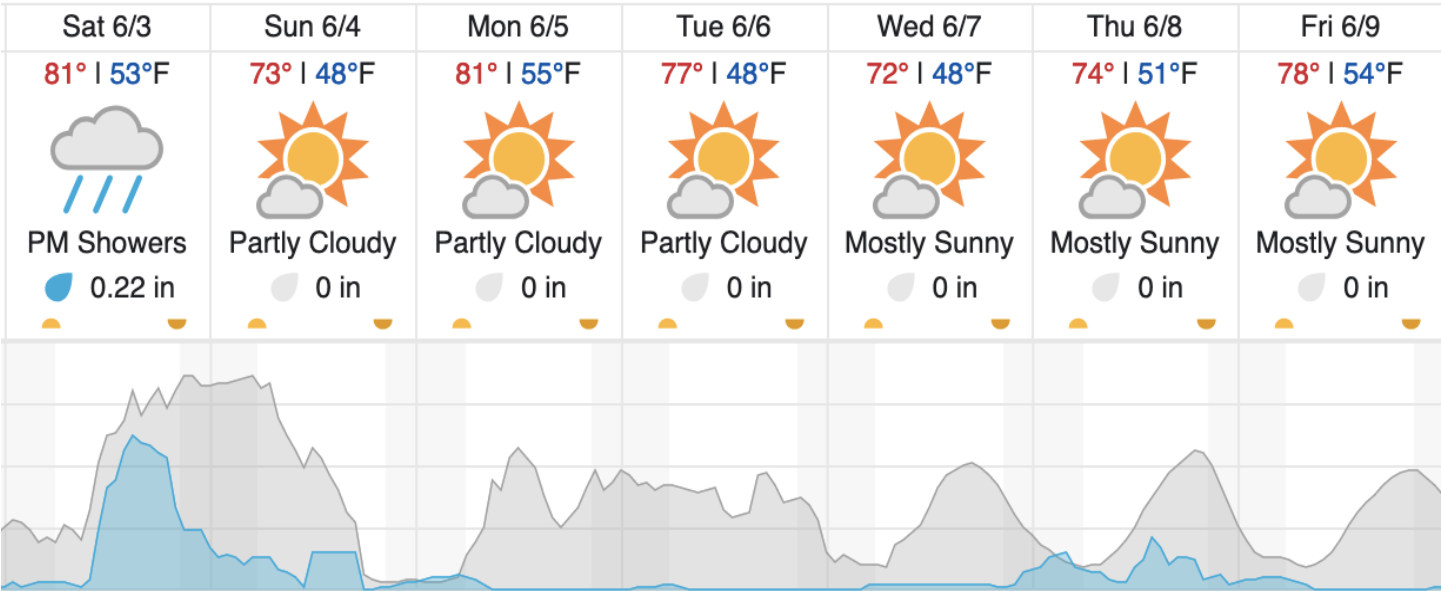 Sat 6/3 Sun 6/4 Mon 6/5 Tue 6/6 Wed 6/7 Thu 6/8 Fri 6/9
81° | 53°F 73° | 48°F 81° | 55°F 77° | 48°F 72° | 48°F 74° | 51°F 78° | 54°F
PM Showers Partly Cloudy Partly Cloudy Partly Cloudy Mostly Sunny Mostly Sunny Mostly Sunny
0.22 in 0 in 0 in 0 in 0 in 0 in 0 in